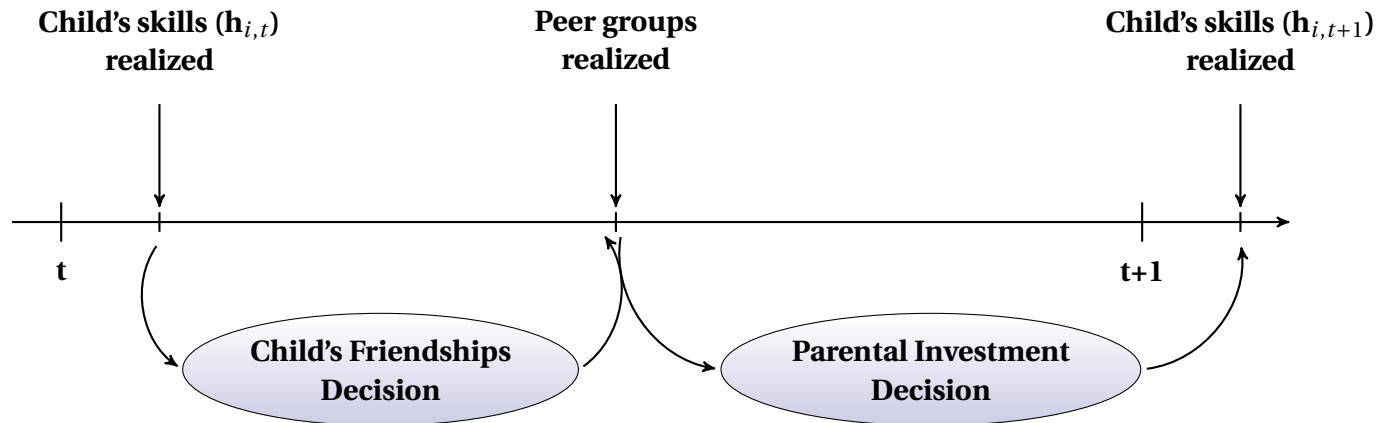 Child's skills (h_{i,t})
realized
Peer groups
realized
Child's skills (h_{i,t+1})
realized
t
t+1
Child's Friendships
Decision
Parental Investment
Decision